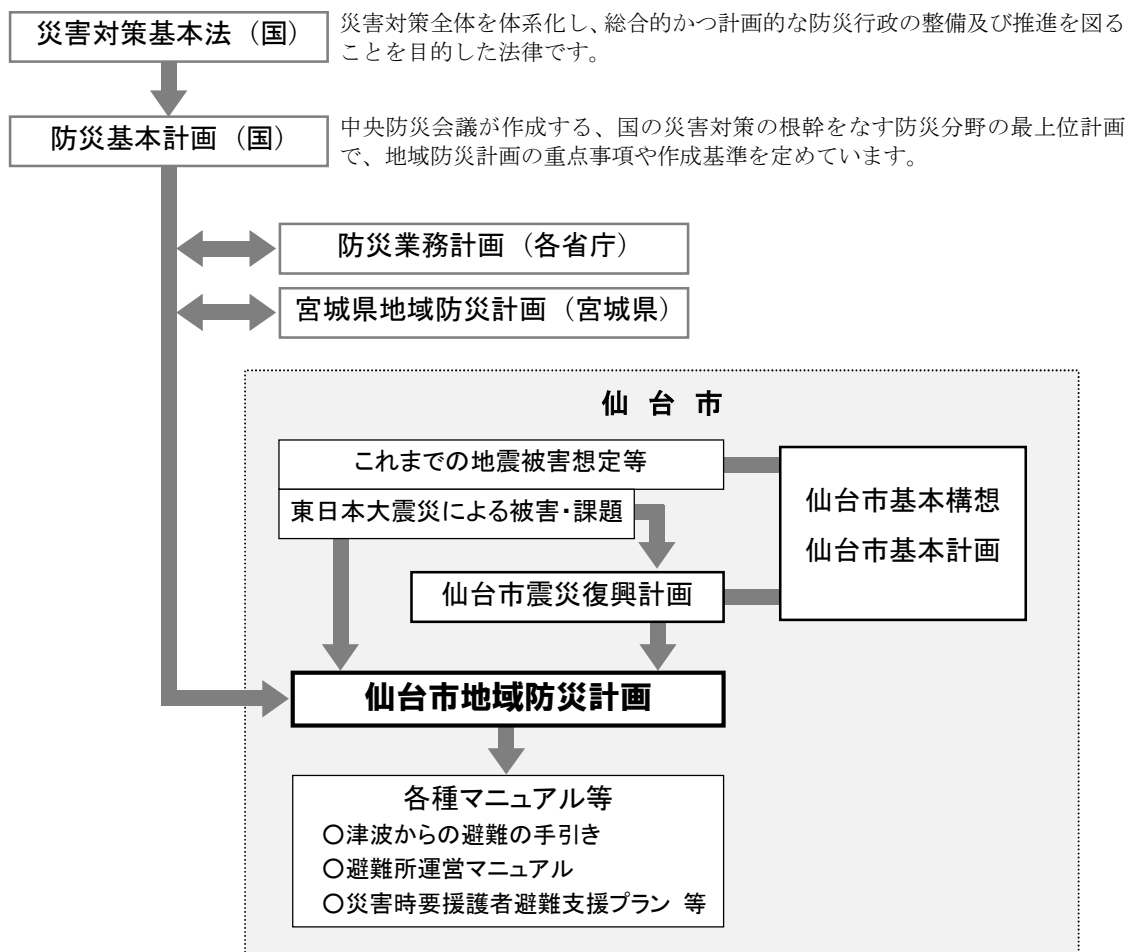 災害対策基本法（国）
災害対策全体を体系化し、総合的かつ計画的な防災行政の整備及び推進を図る
ことを目的した法律です。
防災基本計画（国）
中央防災会議が作成する、国の災害対策の根幹をなす防災分野の最上位計画
で、地域防災計画の重点事項や作成基準を定めています。
防災業務計画（各省庁）
宮城県地域防災計画（宮城県）
仙 台 市
これまでの地震被害想定等
東日本大震災による被害・課題
仙台市基本構想
仙台市基本計画
仙台市震災復興計画
仙台市地域防災計画
各種マニュアル等
○津波からの避難の手引き
○避難所運営マニュアル
○災害時要援護者避難支援プラン 等